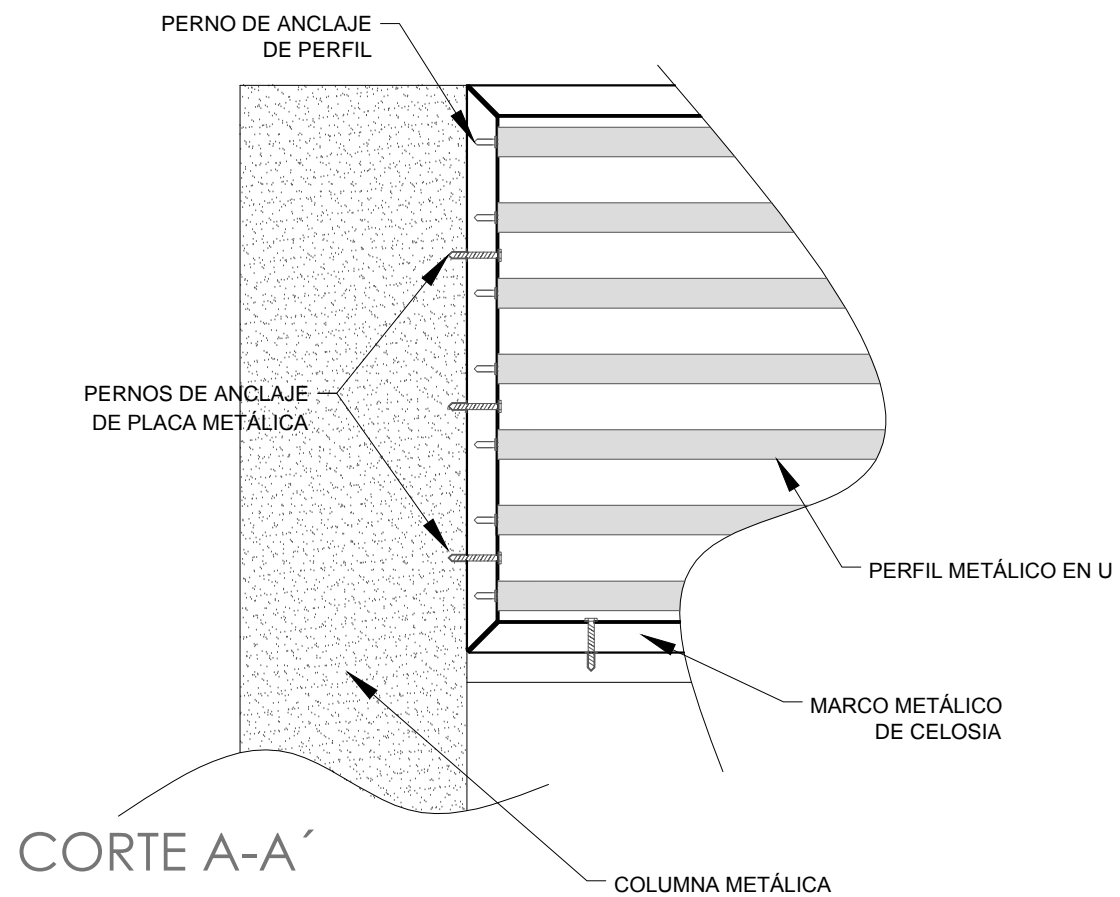 PERNO DE ANCLAJE
DE PERFIL
PERNOS DE ANCLAJE
DE PLACA METÁLICA
PERFIL METÁLICO EN U
MARCO METÁLICO
DE CELOSIA
CORTE A-A´
COLUMNA METÁLICA